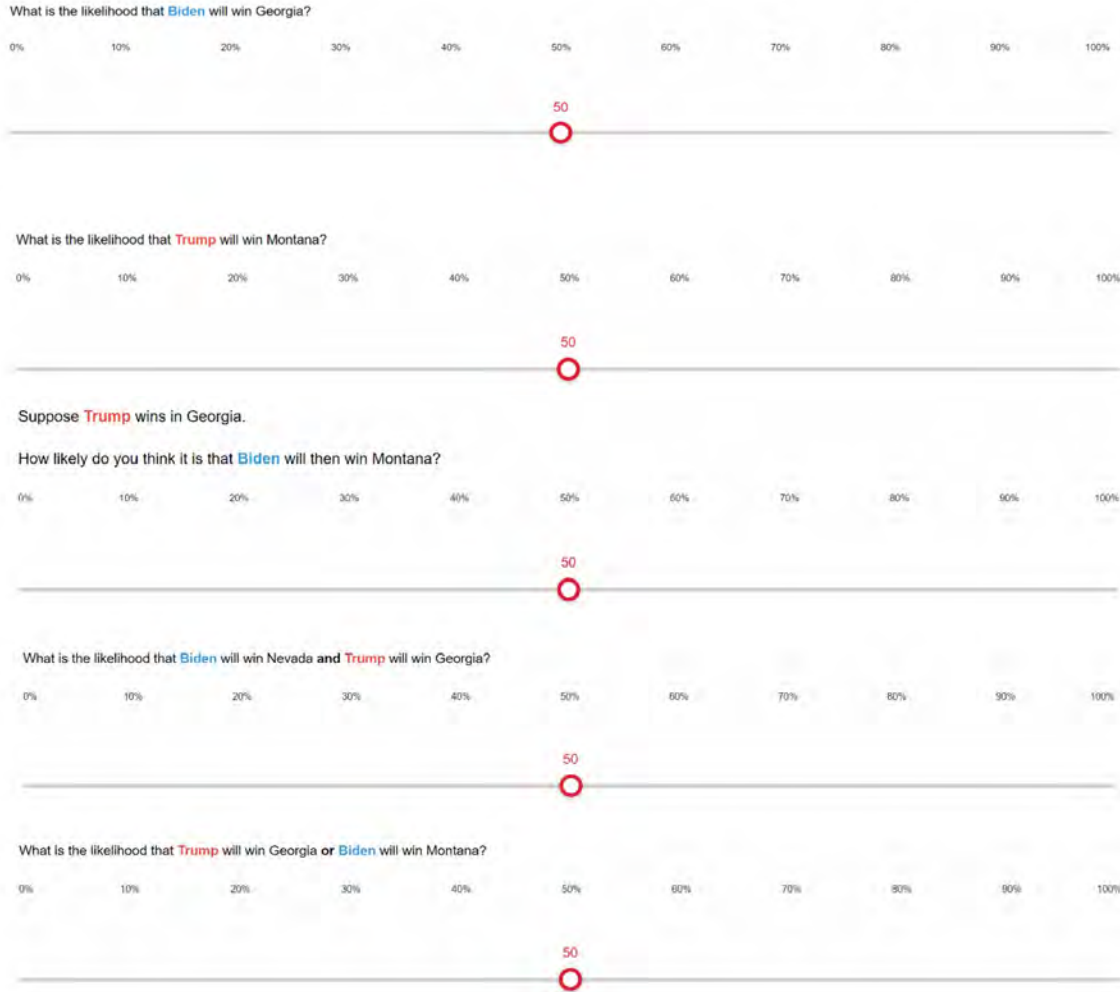 What is the likelihood that Biden will win Georgia?
0% 10% 20% 30% 40% 50% 60% 70% 80% 90% 100%
50
What is the likelihood that Trump will win Montana?
0% 10% 20% 30% 40% 50% 60% 70% 80% 90% 100%
50
Suppose Trump wins in Georgia.
How likely do you think it is that Biden will then win Montana?
0% 10% 20% 30% 40% 50% 60% 70% 80% 90% 100%
50
What is the likelihood that Biden will win Nevada and Trump will win Georgia?
0% 10% 20% 30% 40% 50% 60% 70% 80% 90% 100%
50
What is the likelihood that Trump will win Georgia or Biden will win Montana?
0% 10% 20% 30% 40% 50% 60% 70% 80% 90% 100%
50